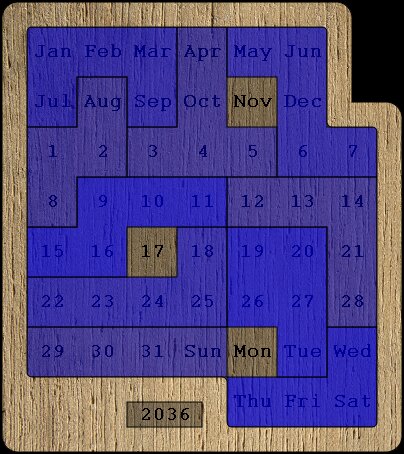 Jan Feb Mar Apr May Jun
Jul Aug Sep Oct Nov Dec
1 2 3 4 5 6 7
8 9 10 11 12 13 14
15 16 17 18 19 20 21
22 23 24 25 26 27 28
29 30 31 Sun Mon Tue Wed
Thu Fri Sat
2036